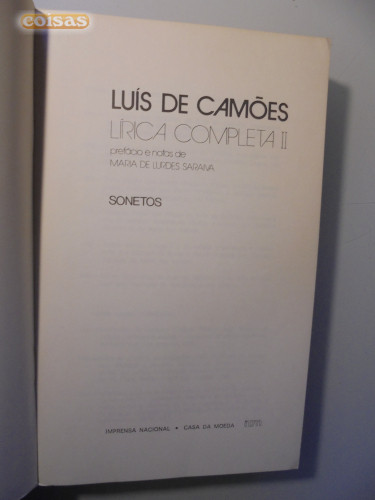 coisas
LUÍS DE CAMÕES
LÍRICA COMPLETA II
prefácio e notas de
MARIA DE LURDES SARAIVA
SONETOS
IMPRENSA NACIONAL • CASA DA MOEDA